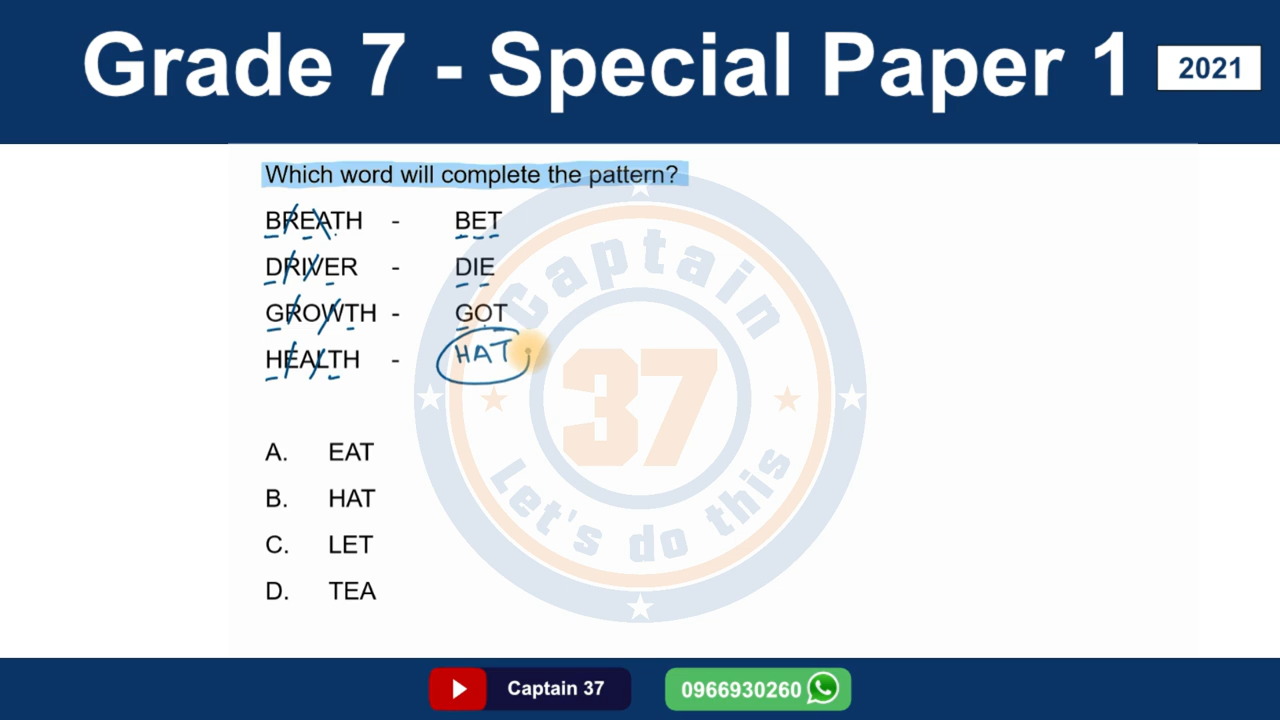 Grade 7 - Special Paper 1 2021
Which word will complete the pattern?
BREATH - BET
DRIVER - DIE
GROWTH - GOT
HEALTH - HAT
A. EAT
B. HAT
C. LET
D. TEA
Captain
37
Let's do this
Captain 37 0966930260